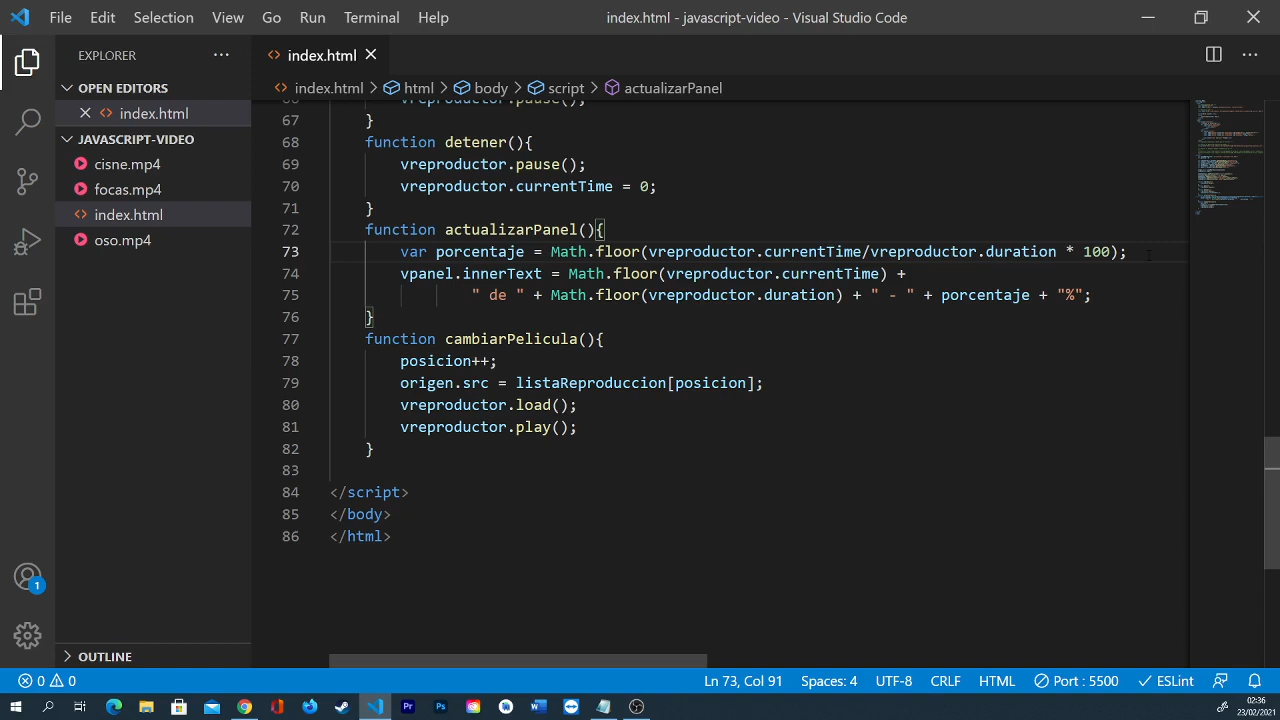 File Edit Selection View Go Run Terminal Help index.html - javascript-video - Visual Studio Code
EXPLORER
index.html
OPEN EDITORS
index.html
JAVASCRIPT-VIDEO
cisne.mp4
focas.mp4
index.html
oso.mp4
OUTLINE
index.html > html > body > script > actualizarPanel
66 vreproductor.pause();
67 }
68 function detener(){
69 vreproductor.pause();
70 vreproductor.currentTime = 0;
71 }
72 function actualizarPanel(){
73 var porcentaje = Math.floor(vreproductor.currentTime/vreproductor.duration * 100);
74 vpanel.innerText = Math.floor(vreproductor.currentTime) +
75 " de " + Math.floor(vreproductor.duration) + " - " + porcentaje + "%";
76 }
77 function cambiarPelicula(){
78 posicion++;
79 origen.src = listaReproduccion[posicion];
80 vreproductor.load();
81 vreproductor.play();
82 }
83
84 </script>
85 </body>
86 </html>
1
0 0 Ln 73, Col 91 Spaces: 4 UTF-8 CRLF HTML Port : 5500 ESLint
02:36
23/02/2021